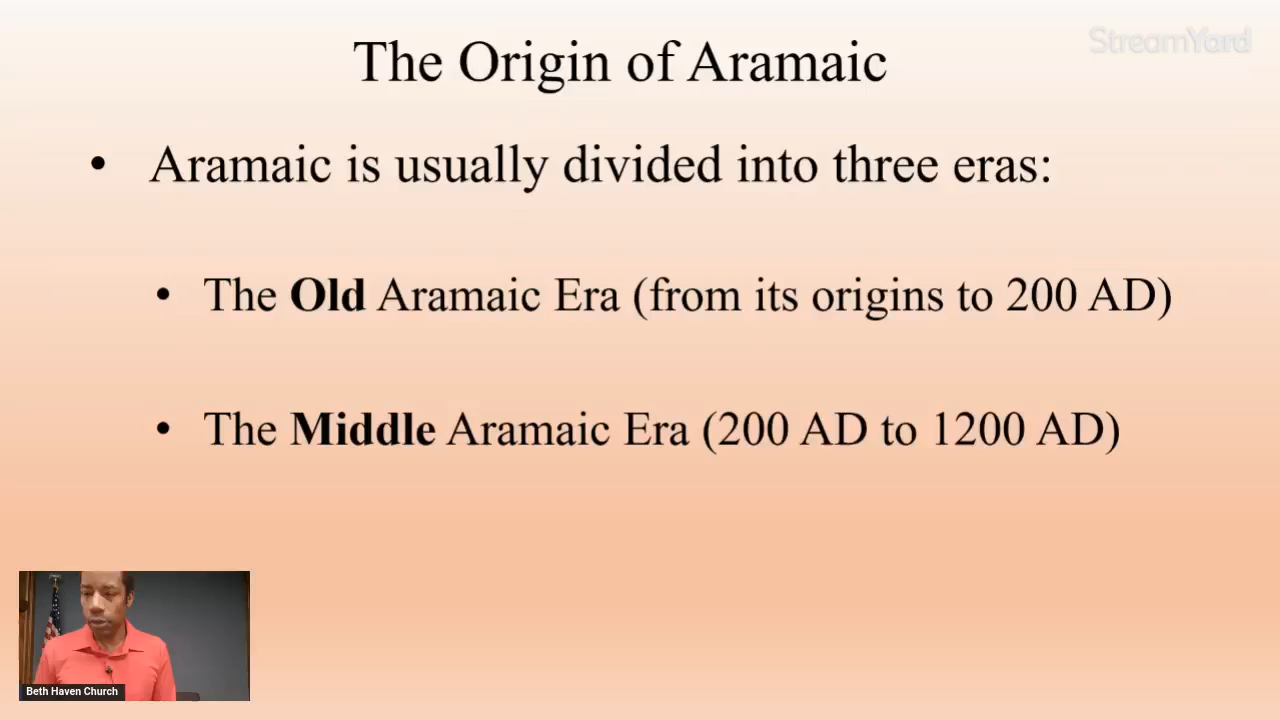 StreamYard
The Origin of Aramaic
• Aramaic is usually divided into three eras:
• The Old Aramaic Era (from its origins to 200 AD)
• The Middle Aramaic Era (200 AD to 1200 AD)
Beth Haven Church